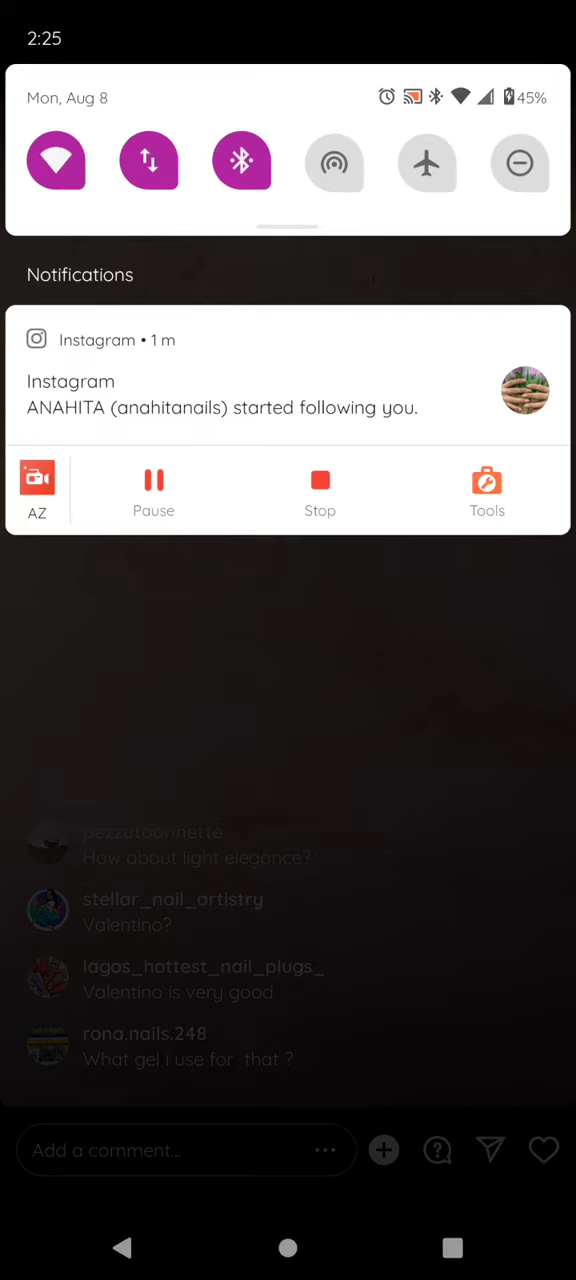 2:25
Mon, Aug 8
45%
Notifications
Instagram • 1 m
Instagram
ANAHITA (anahitanails) started following you.
AZ
Pause
Stop
Tools
pezzutoannette
How about light elegance?
stellar_nail_artistry
Valentino?
lagos_hottest_nail_plugs_
Valentino is very good
rona.nails.248
What gel i use for that ?
Add a comment...